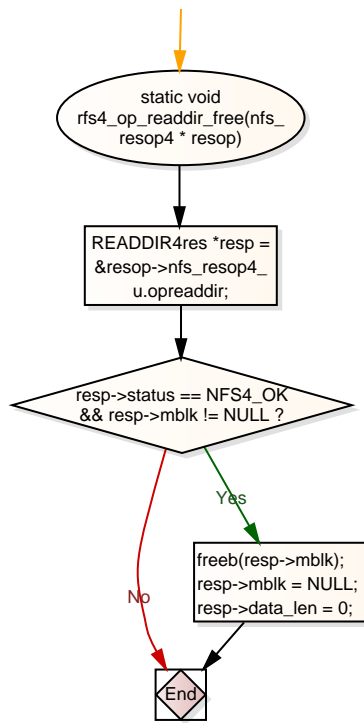 static void
rfs4_op_readdir_free(nfs_
resop4 * resop)
READDIR4res *resp =
&resop->nfs_resop4_
u.opreaddir;
resp->status == NFS4_OK
&& resp->mblk != NULL ?
Yes
freeb(resp->mblk);
resp->mblk = NULL;
resp->data_len = 0;
No
End